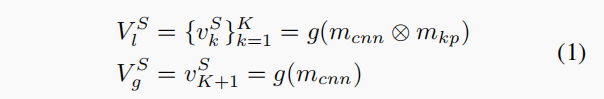 V_l^S = {v_k^S}_{k=1}^K = g(m_{cnn} ⊗ m_{kp})
V_g^S = v_{K+1}^S = g(m_{cnn})
(1)